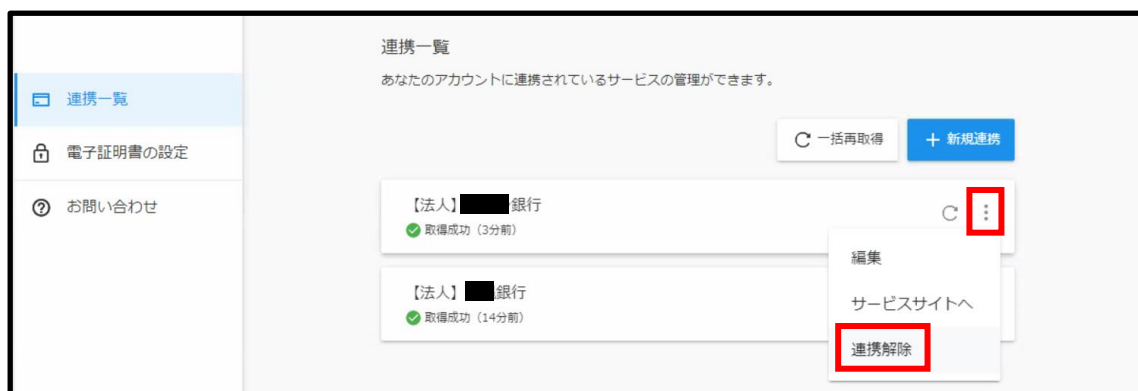 連携一覧
あなたのアカウントに連携されているサービスの管理ができます。
連携一覧
電子証明書の設定
お問い合わせ
一括再取得
＋ 新規連携
【法人】 銀行
取得成功（3分前）
編集
サービスサイトへ
連携解除
【法人】 銀行
取得成功（14分前）